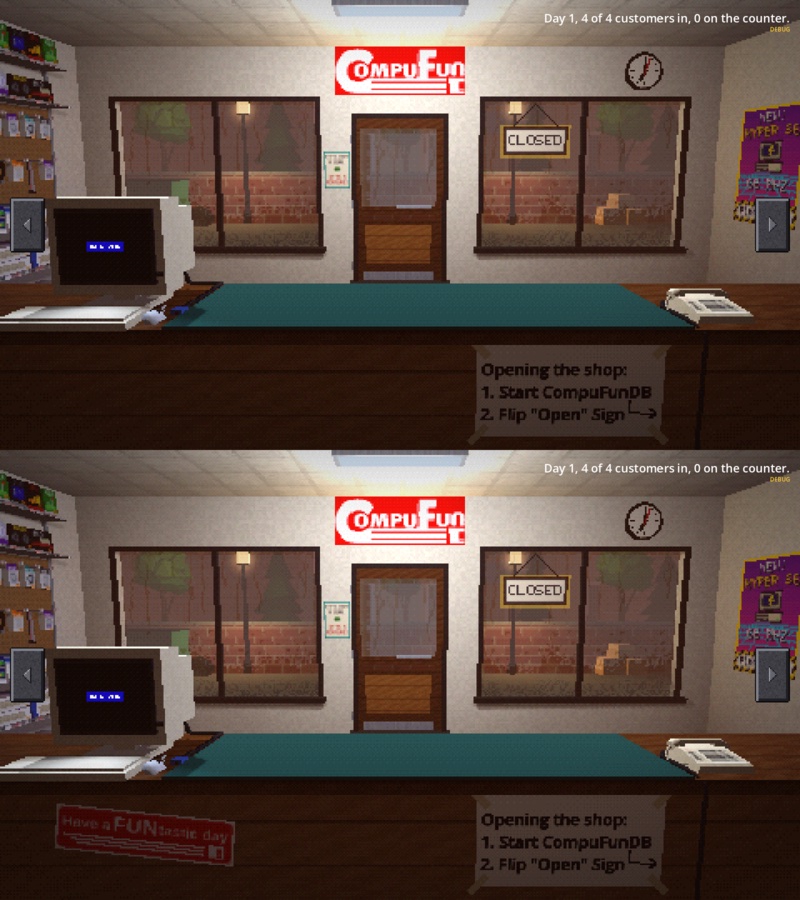 Day 1, 4 of 4 customers in, 0 on the counter.
DEBUG
COMPUFUN
CLOSED
NEW!
Opening the shop:
1. Start CompuFunDB
2. Flip "Open" Sign
Day 1, 4 of 4 customers in, 0 on the counter.
DEBUG
COMPUFUN
CLOSED
NEW!
Have a FUNtastic day
Opening the shop:
1. Start CompuFunDB
2. Flip "Open" Sign